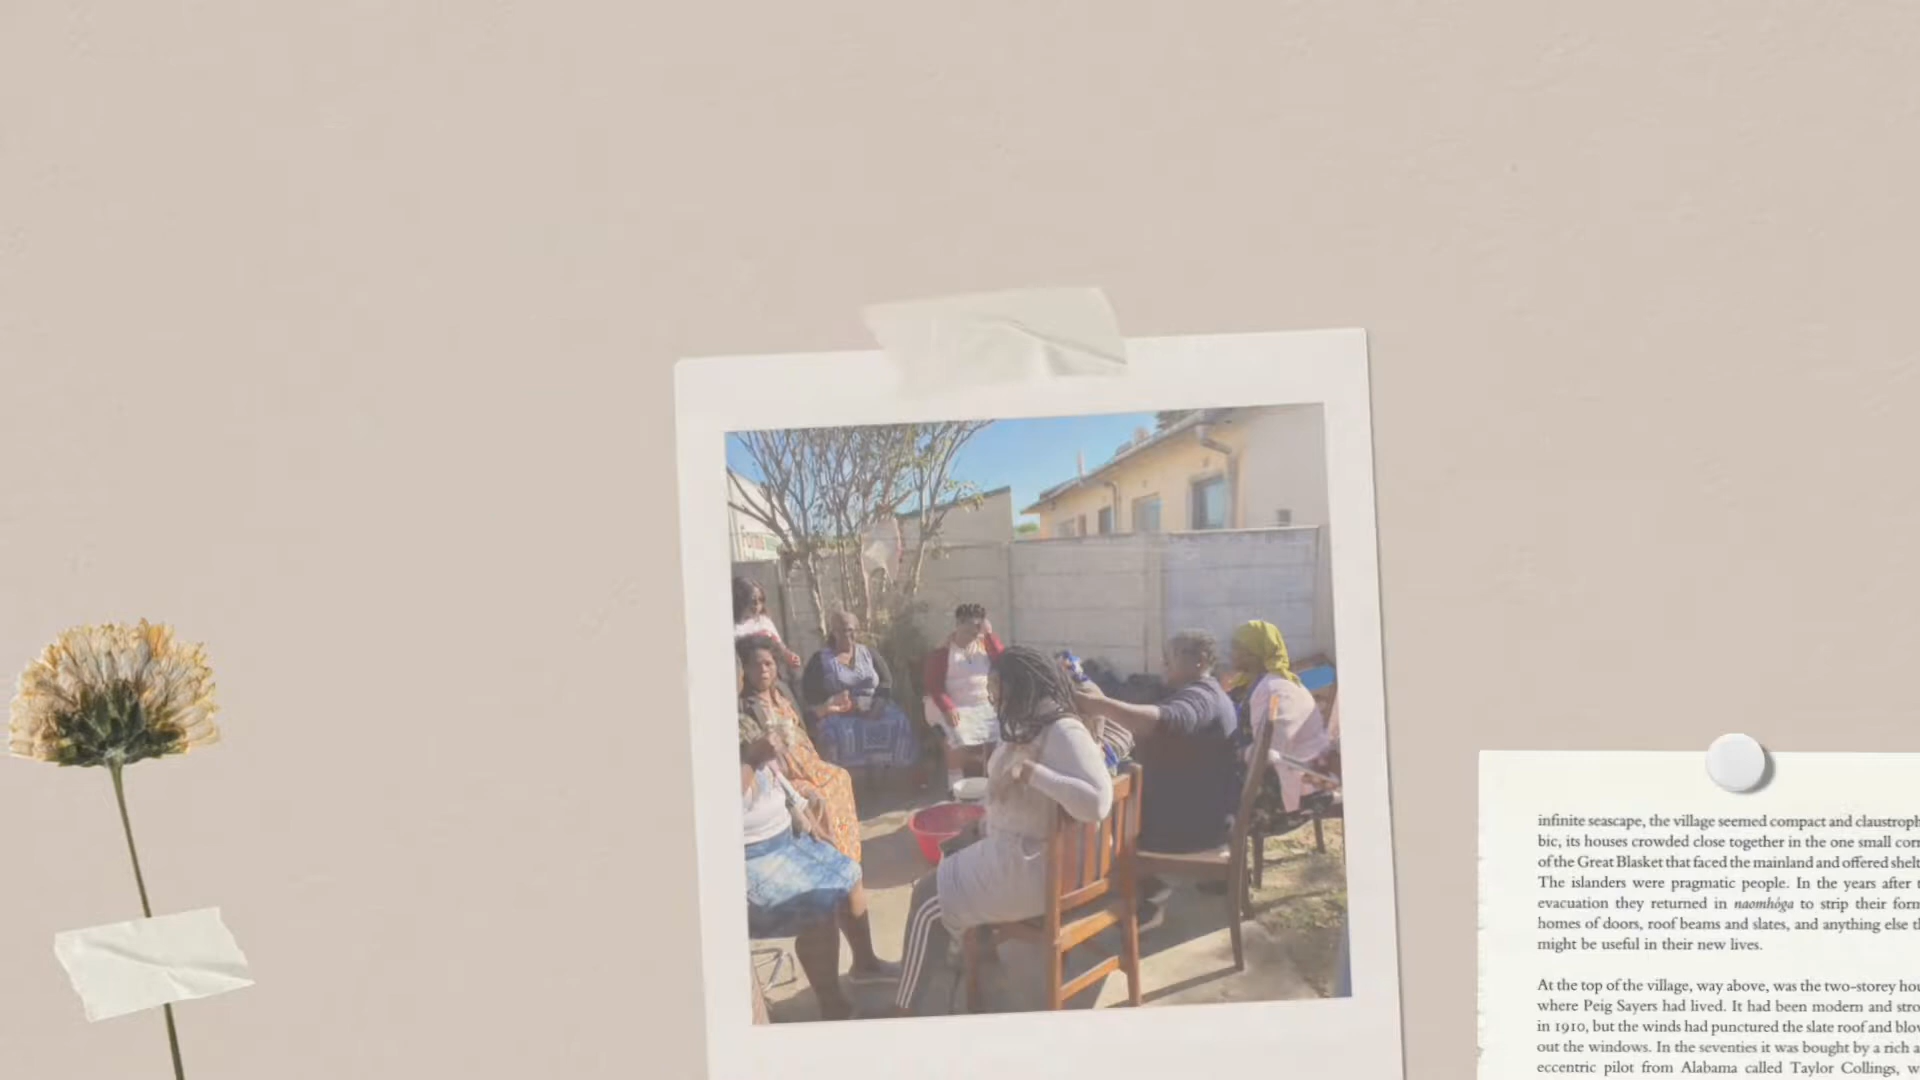 infinite seascape, the village seemed compact and claustroph
bic, its houses crowded close together in the one small corn
of the Great Blasket that faced the mainland and offered shelt
The islanders were pragmatic people. In the years after t
evacuation they returned in naomhóga to strip their form
homes of doors, roof beams and slates, and anything else th
might be useful in their new lives.
At the top of the village, way above, was the two-storey hou
where Peig Sayers had lived. It had been modern and stro
in 1910, but the winds had punctured the slate roof and blow
out the windows. In the seventies it was bought by a rich a
eccentric pilot from Alabama called Taylor Collings, w